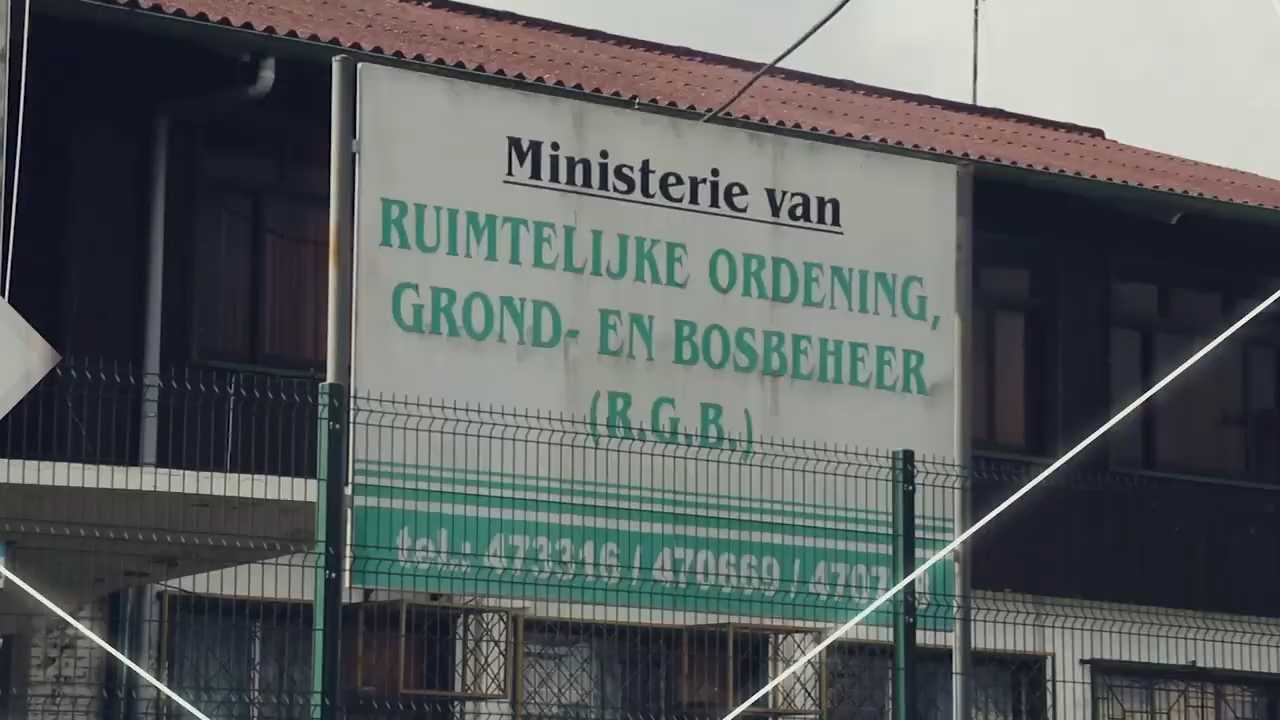 Ministerie van
RUIMTELIJKE ORDENING,
GROND- EN BOSBEHEER
(R.G.B.)
tel.: 473316 / 470669 /